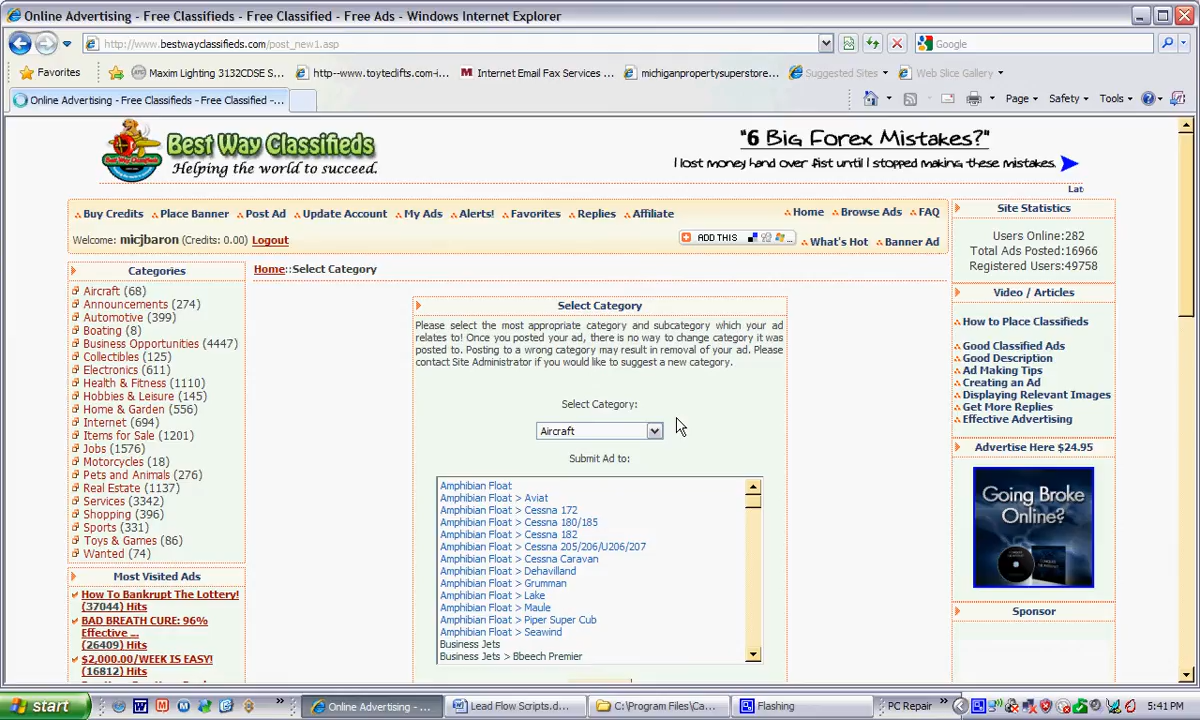 Online Advertising - Free Classifieds - Free Classified - Free Ads - Windows Internet Explorer
http://www.bestwayclassifieds.com/post_new1.asp
Google
Favorites
Maxim Lighting 3132CDSE S...
http--www.toyteclifts.com-i...
Internet Email Fax Services ...
michiganpropertysuperstore...
Suggested Sites
Web Slice Gallery
Online Advertising - Free Classifieds - Free Classified -...
Page
Safety
Tools
Best Way Classifieds
Helping the world to succeed.
"6 Big Forex Mistakes?"
I lost money hand over fist until I stopped making these mistakes.
Late
Buy Credits
Place Banner
Post Ad
Update Account
My Ads
Alerts!
Favorites
Replies
Affiliate
Home
Browse Ads
FAQ
Welcome: micjbaron (Credits: 0.00) Logout
ADD THIS
What's Hot
Banner Ad
Categories
Aircraft (68)
Announcements (274)
Automotive (399)
Boating (8)
Business Opportunities (4447)
Collectibles (125)
Electronics (611)
Health & Fitness (1110)
Hobbies & Leisure (145)
Home & Garden (556)
Internet (694)
Items for Sale (1201)
Jobs (1576)
Motorcycles (18)
Pets and Animals (276)
Real Estate (1137)
Services (3342)
Shopping (396)
Sports (331)
Toys & Games (86)
Wanted (74)
Most Visited Ads
How To Bankrupt The Lottery!
(37044) Hits
BAD BREATH CURE: 96%
Effective ...
(26409) Hits
$2,000.00/WEEK IS EASY!
(16812) Hits
Home::Select Category
Select Category
Please select the most appropriate category and subcategory which your ad
relates to! Once you posted your ad, there is no way to change category it was
posted to. Posting to a wrong category may result in removal of your ad. Please
contact Site Administrator if you would like to suggest a new category.
Select Category:
Aircraft
Submit Ad to:
Amphibian Float
Amphibian Float > Aviat
Amphibian Float > Cessna 172
Amphibian Float > Cessna 180/185
Amphibian Float > Cessna 182
Amphibian Float > Cessna 205/206/U206/207
Amphibian Float > Cessna Caravan
Amphibian Float > Dehavilland
Amphibian Float > Grumman
Amphibian Float > Lake
Amphibian Float > Maule
Amphibian Float > Piper Super Cub
Amphibian Float > Seawind
Business Jets
Business Jets > Bbeech Premier
Site Statistics
Users Online:282
Total Ads Posted:16966
Registered Users:49758
Video / Articles
How to Place Classifieds
Good Classified Ads
Good Description
Ad Making Tips
Creating an Ad
Displaying Relevant Images
Get More Replies
Effective Advertising
Advertise Here $24.95
Going Broke
Online?
Sponsor
start
Online Advertising - ...
Lead Flow Scripts.d...
C:\Program Files\Ca...
Flashing
PC Repair
5:41 PM